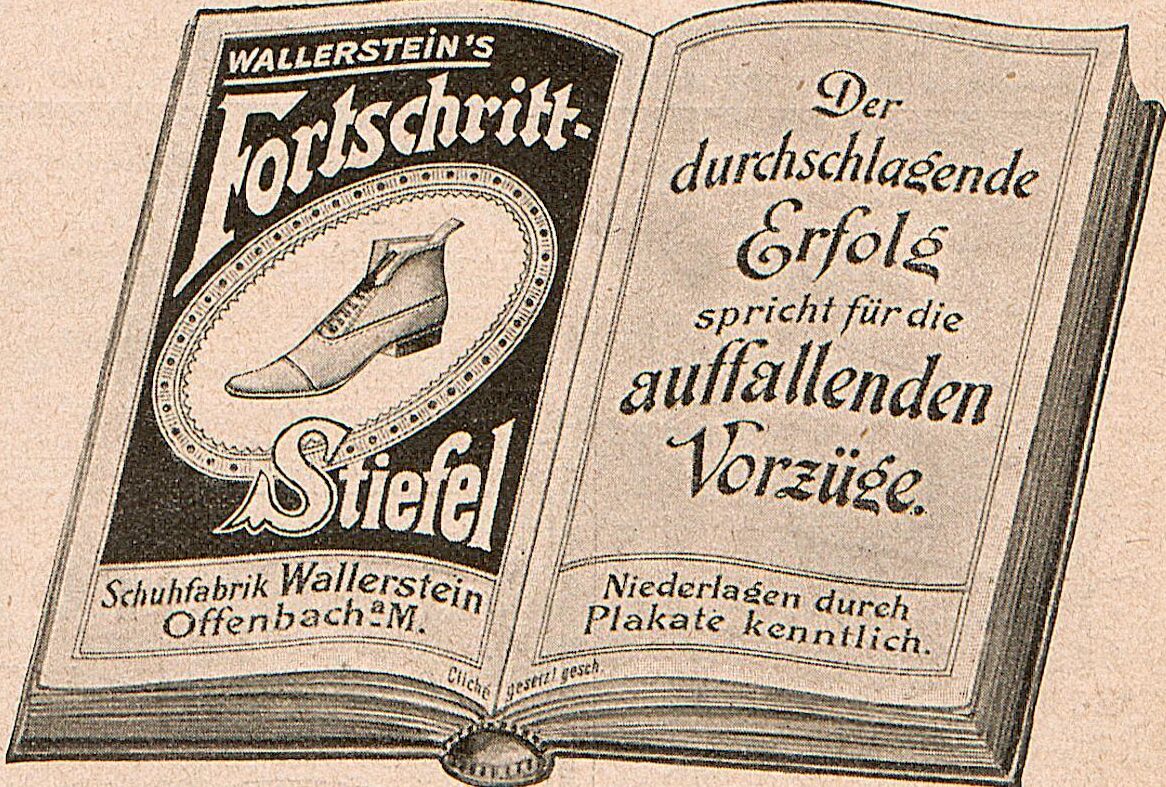 WALLERSTEiN'S
Fortschritt-
Stiefel
Schuhfabrik Wallerstein
Offenbach a M.
Der
durchschlagende
Erfolg
spricht für die
auffallenden
Vorzüge.
Niederlagen durch
Plakate kenntlich.
Cliché gesetzl gesch.